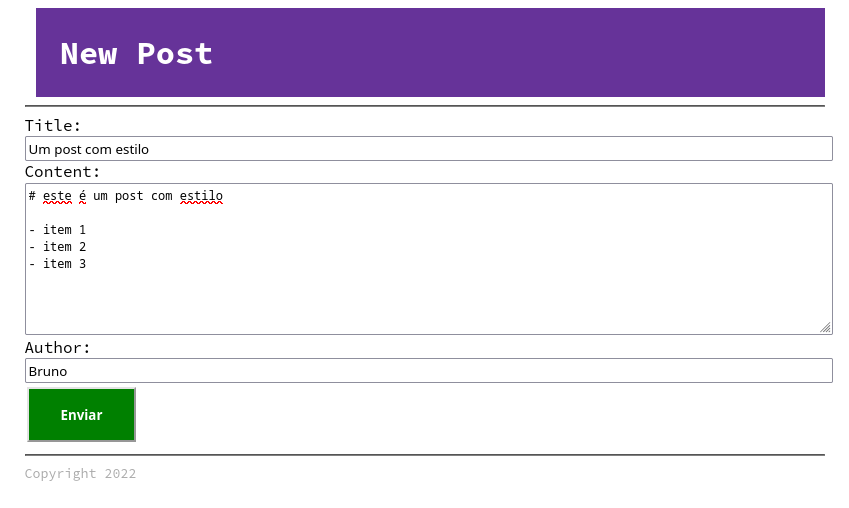 New Post
Title:
Um post com estilo
Content:
# este é um post com estilo
- item 1
- item 2
- item 3
Author:
Bruno
Enviar
Copyright 2022